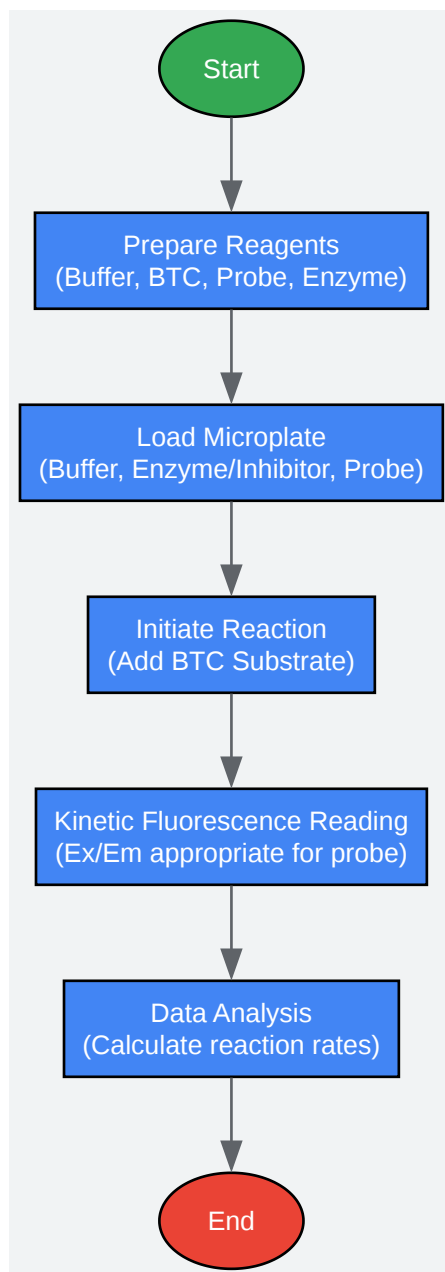 Start
Prepare Reagents
(Buffer, BTC, Probe, Enzyme)
Load Microplate
(Buffer, Enzyme/Inhibitor, Probe)
Initiate Reaction
(Add BTC Substrate)
Kinetic Fluorescence Reading
(Ex/Em appropriate for probe)
Data Analysis
(Calculate reaction rates)
End